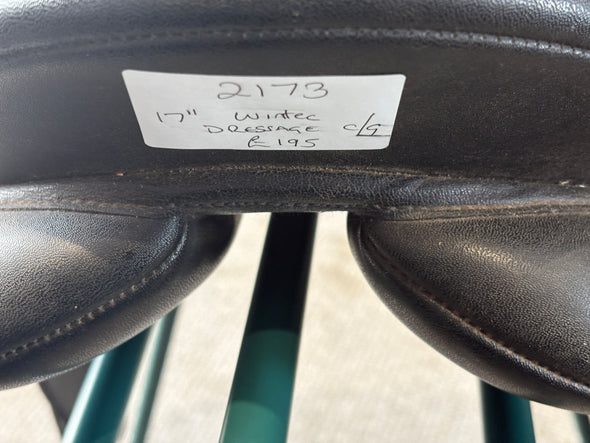 2173
17" Wintec
DRESSAGE C/G
£195